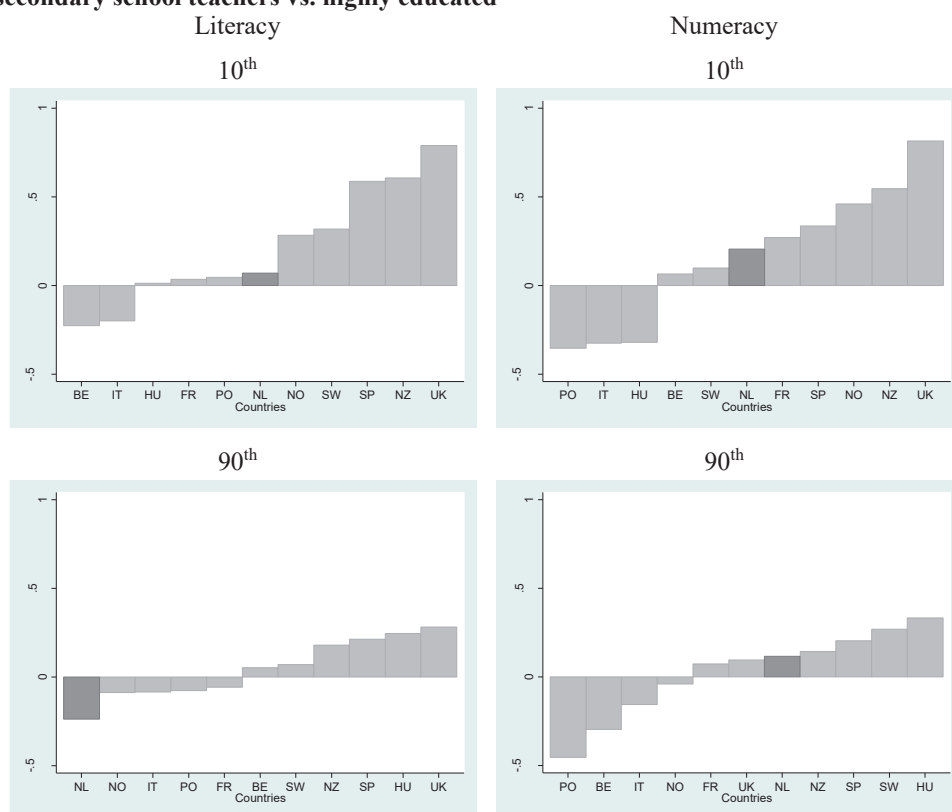 secondary school teachers vs. highly educated
Literacy
Numeracy
10th
10th
1
.5
0
-.5
BE IT HU FR PO NL NO SW SP NZ UK
Countries
1
.5
0
-.5
PO IT HU BE SW NL FR SP NO NZ UK
Countries
90th
90th
1
.5
0
-.5
NL NO IT PO FR BE SW NZ SP HU UK
Countries
1
.5
0
-.5
PO BE IT NO FR UK NL NZ SP SW HU
Countries